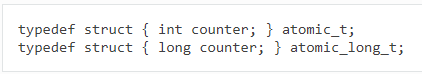 typedef struct { int counter; } atomic_t;
typedef struct { long counter; } atomic_long_t;